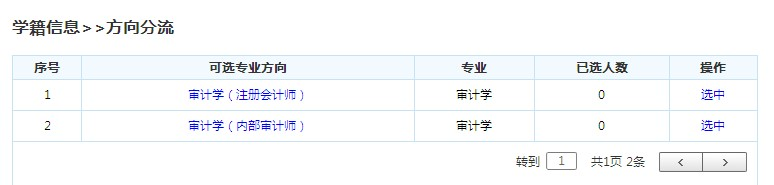 学籍信息>>方向分流
序号 可选专业方向 专业 已选人数 操作
1 审计学（注册会计师） 审计学 0 选中
2 审计学（内部审计师） 审计学 0 选中
转到 1 共1页 2条 < >